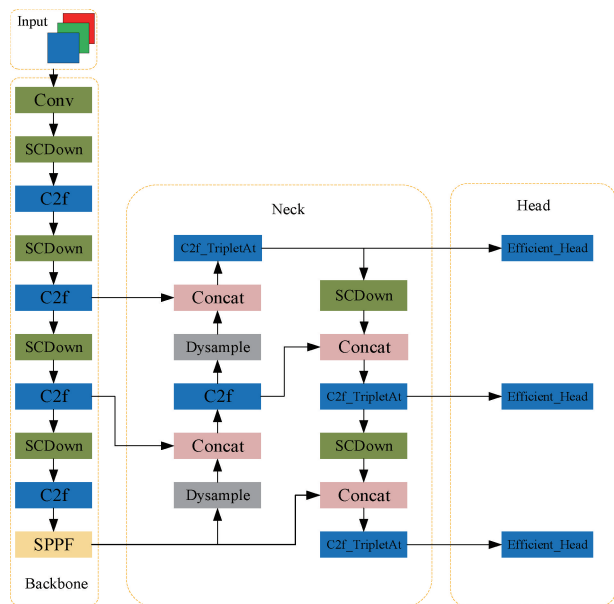 Input
Conv
SCDown
C2f
SCDown
C2f
SCDown
C2f
SCDown
C2f
SPPF
Backbone
Neck
C2f_TripletAt
Concat
Dysample
C2f
Concat
Dysample
SCDown
Concat
C2f_TripletAt
SCDown
Concat
C2f_TripletAt
Head
Efficient_Head
Efficient_Head
Efficient_Head